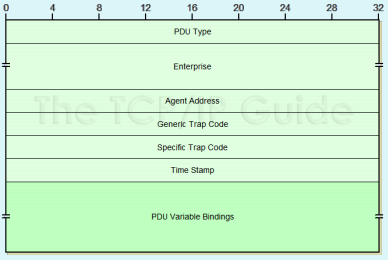 0 4 8 12 16 20 24 28 32
PDU Type
Enterprise
Agent Address
The TCP/IP Guide
Generic Trap Code
Specific Trap Code
Time Stamp
PDU Variable Bindings